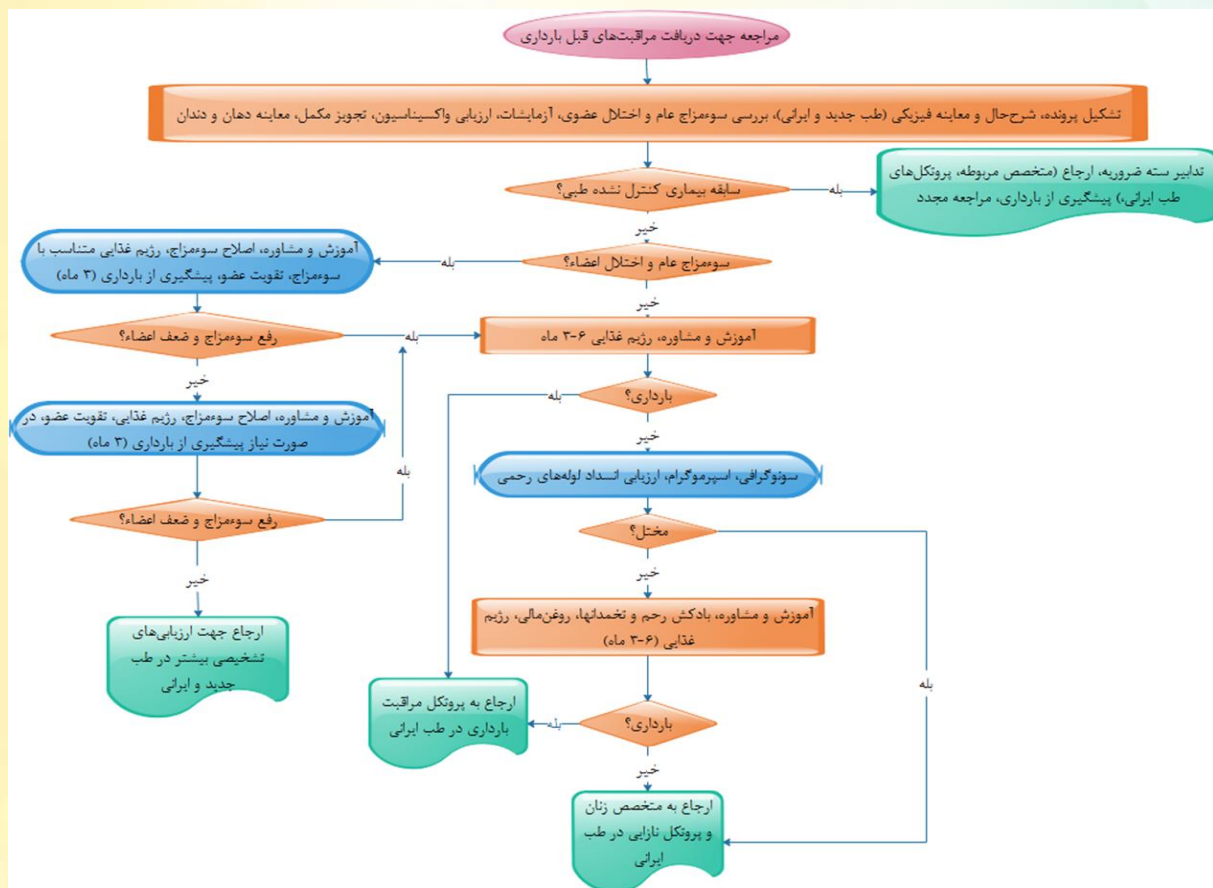 مراجعه جهت دریافت مراقبت‌های قبل بارداری
تشکیل پرونده، شرح‌حال و معاینه فیزیکی (طب جدید و ایرانی)، بررسی سوءمزاج عام و اختلال عضوی، آزمایشات، ارزیابی واکسیناسیون، تجویز مکمل، معاینه دهان و دندان
سابقه بیماری کنترل نشده طبی؟
بله
تدابیر سته ضروریه، ارجاع (متخصص مربوطه، پروتکل‌های
طب ایرانی،) پیشگیری از بارداری، مراجعه مجدد
خیر
سوءمزاج عام و اختلال اعضاء؟
بله
آموزش و مشاوره، اصلاح سوءمزاج، رژیم غذایی متناسب با
سوءمزاج، تقویت عضو، پیشگیری از بارداری (۳ ماه)
خیر
رفع سوءمزاج و ضعف اعضاء؟
بله
آموزش و مشاوره، رژیم غذایی ۶-۳ ماه
خیر
بارداری؟
بله
آموزش و مشاوره، اصلاح سوءمزاج، رژیم غذایی، تقویت عضو، در
صورت نیاز پیشگیری از بارداری (۳ ماه)
خیر
بله
سونوگرافی، اسپرموگرام، ارزیابی انسداد لوله‌های رحمی
رفع سوءمزاج و ضعف اعضاء؟
مختل؟
خیر
خیر
آموزش و مشاوره، بادکش رحم و تخمدانها، روغن‌مالی، رژیم
غذایی (۶-۳ ماه)
ارجاع جهت ارزیابی‌های
تشخیصی بیشتر در طب
جدید و ایرانی
بله
ارجاع به پروتکل مراقبت
بارداری در طب ایرانی
بله
بارداری؟
خیر
ارجاع به متخصص زنان
و پروتکل نازایی در طب
ایرانی